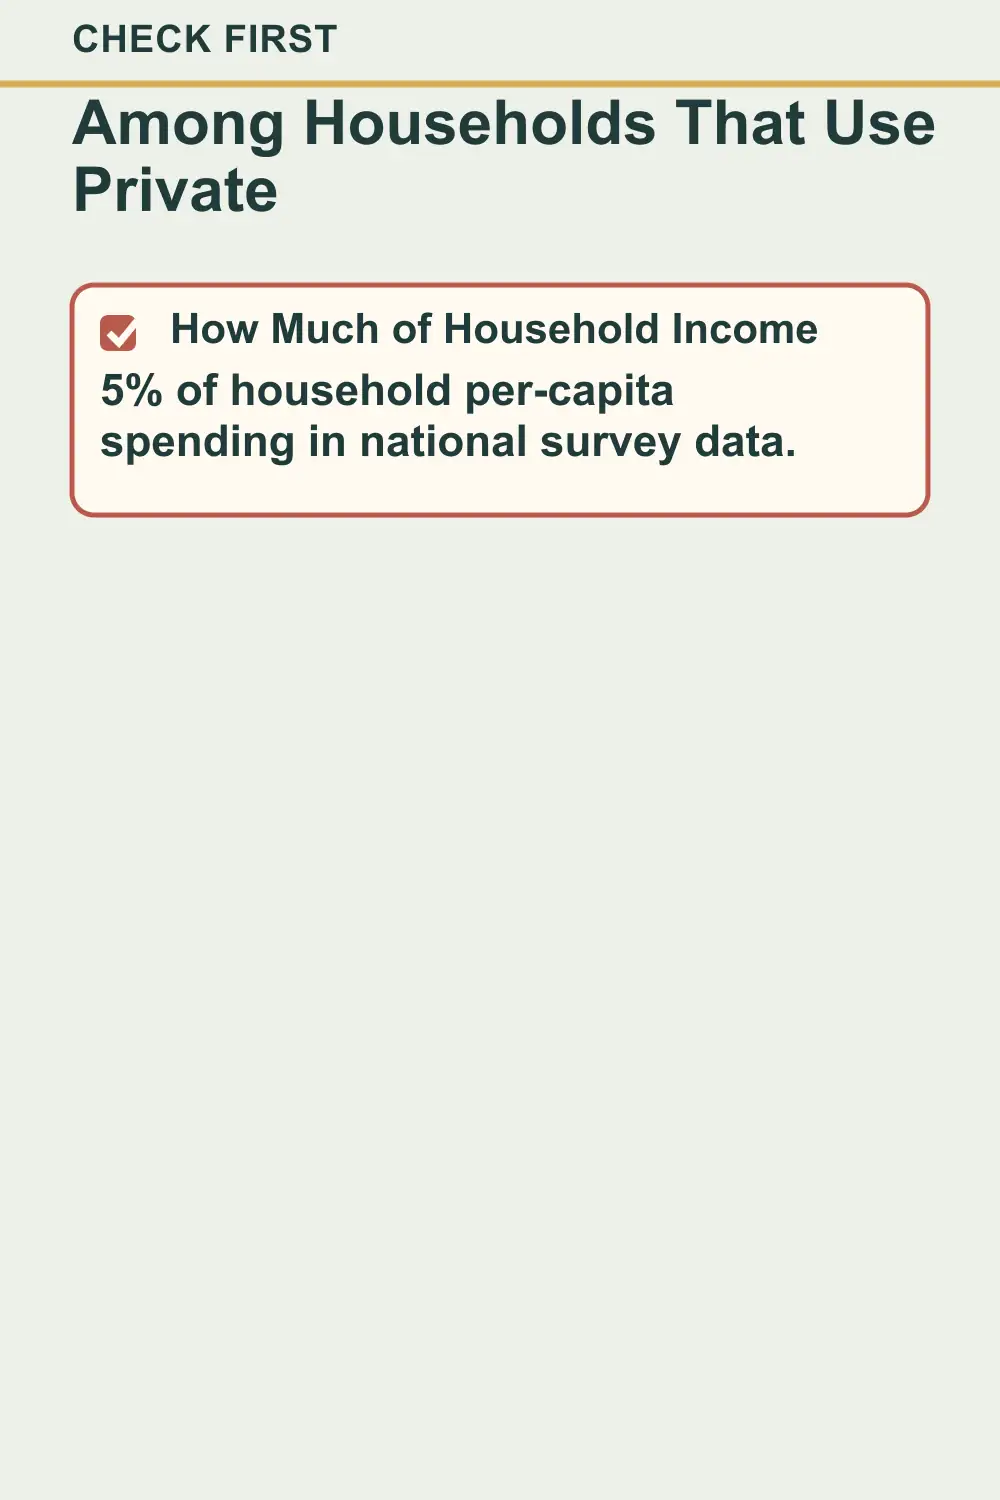 CHECK FIRST
Among Households That Use
Private
How Much of Household Income
5% of household per-capita
spending in national survey data.